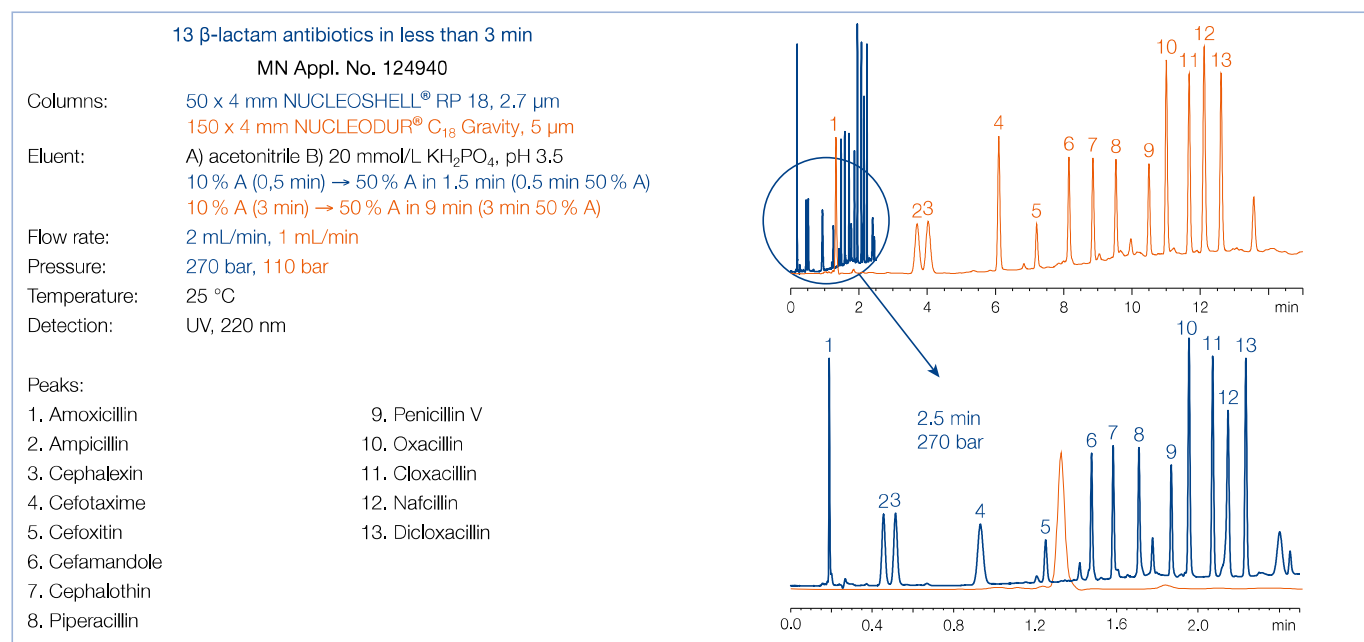 13 β-lactam antibiotics in less than 3 min
MN Appl. No. 124940
Columns: 50 x 4 mm NUCLEOSHELL® RP 18, 2.7 µm
150 x 4 mm NUCLEODUR® C₁₈ Gravity, 5 µm
Eluent: A) acetonitrile B) 20 mmol/L KH₂PO₄, pH 3.5
10 % A (0,5 min) → 50 % A in 1.5 min (0.5 min 50 % A)
10 % A (3 min) → 50 % A in 9 min (3 min 50 % A)
Flow rate: 2 mL/min, 1 mL/min
Pressure: 270 bar, 110 bar
Temperature: 25 °C
Detection: UV, 220 nm
Peaks:
1. Amoxicillin
2. Ampicillin
3. Cephalexin
4. Cefotaxime
5. Cefoxitin
6. Cefamandole
7. Cephalothin
8. Piperacillin
9. Penicillin V
10. Oxacillin
11. Cloxacillin
12. Nafcillin
13. Dicloxacillin
1 2 3 4 5 6 7 8 9 10 11 12 13
0 2 4 6 8 10 12 min
1 2 3 4 5 6 7 8 9 10 11 12 13
2.5 min
270 bar
0.0 0.4 0.8 1.2 1.6 2.0 min